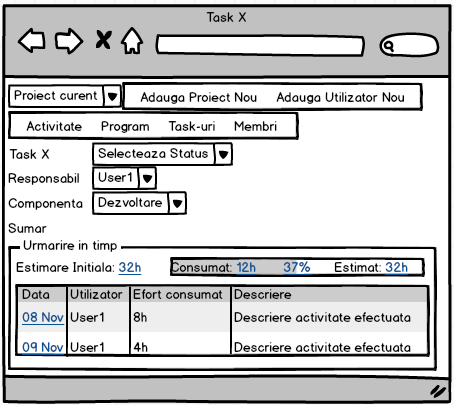 Task X
Proiect curent Adauga Proiect Nou Adauga Utilizator Nou
Activitate Program Task-uri Membri
Task X Selecteaza Status
Responsabil User1
Componenta Dezvoltare
Sumar
Urmarire in timp
Estimare Initiala: 32h Consumat: 12h 37% Estimat: 32h
Data Utilizator Efort consumat Descriere
08 Nov User1 8h Descriere activitate efectuata
09 Nov User1 4h Descriere activitate efectuata